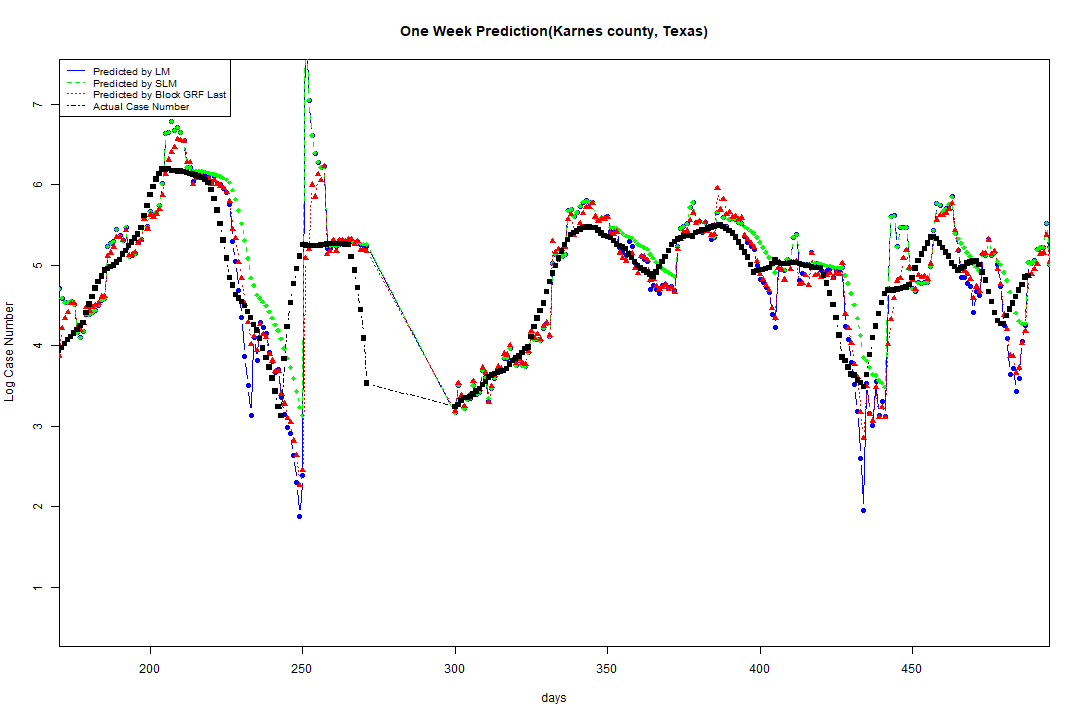 One Week Prediction(Karnes county, Texas)
Predicted by LM
Predicted by SLM
Predicted by Block GRF Last
Actual Case Number
Log Case Number
7
6
5
4
3
2
1
200 250 300 350 400 450
days